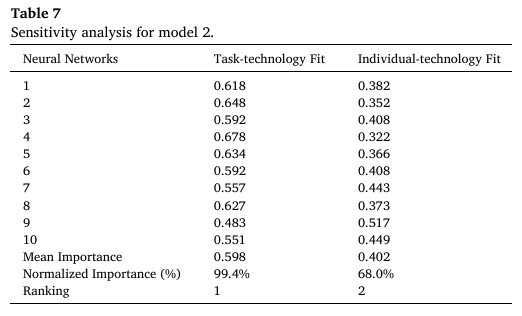 Table 7
Sensitivity analysis for model 2.
Neural Networks Task-technology Fit Individual-technology Fit
1 0.618 0.382
2 0.648 0.352
3 0.592 0.408
4 0.678 0.322
5 0.634 0.366
6 0.592 0.408
7 0.557 0.443
8 0.627 0.373
9 0.483 0.517
10 0.551 0.449
Mean Importance 0.598 0.402
Normalized Importance (%) 99.4% 68.0%
Ranking 1 2